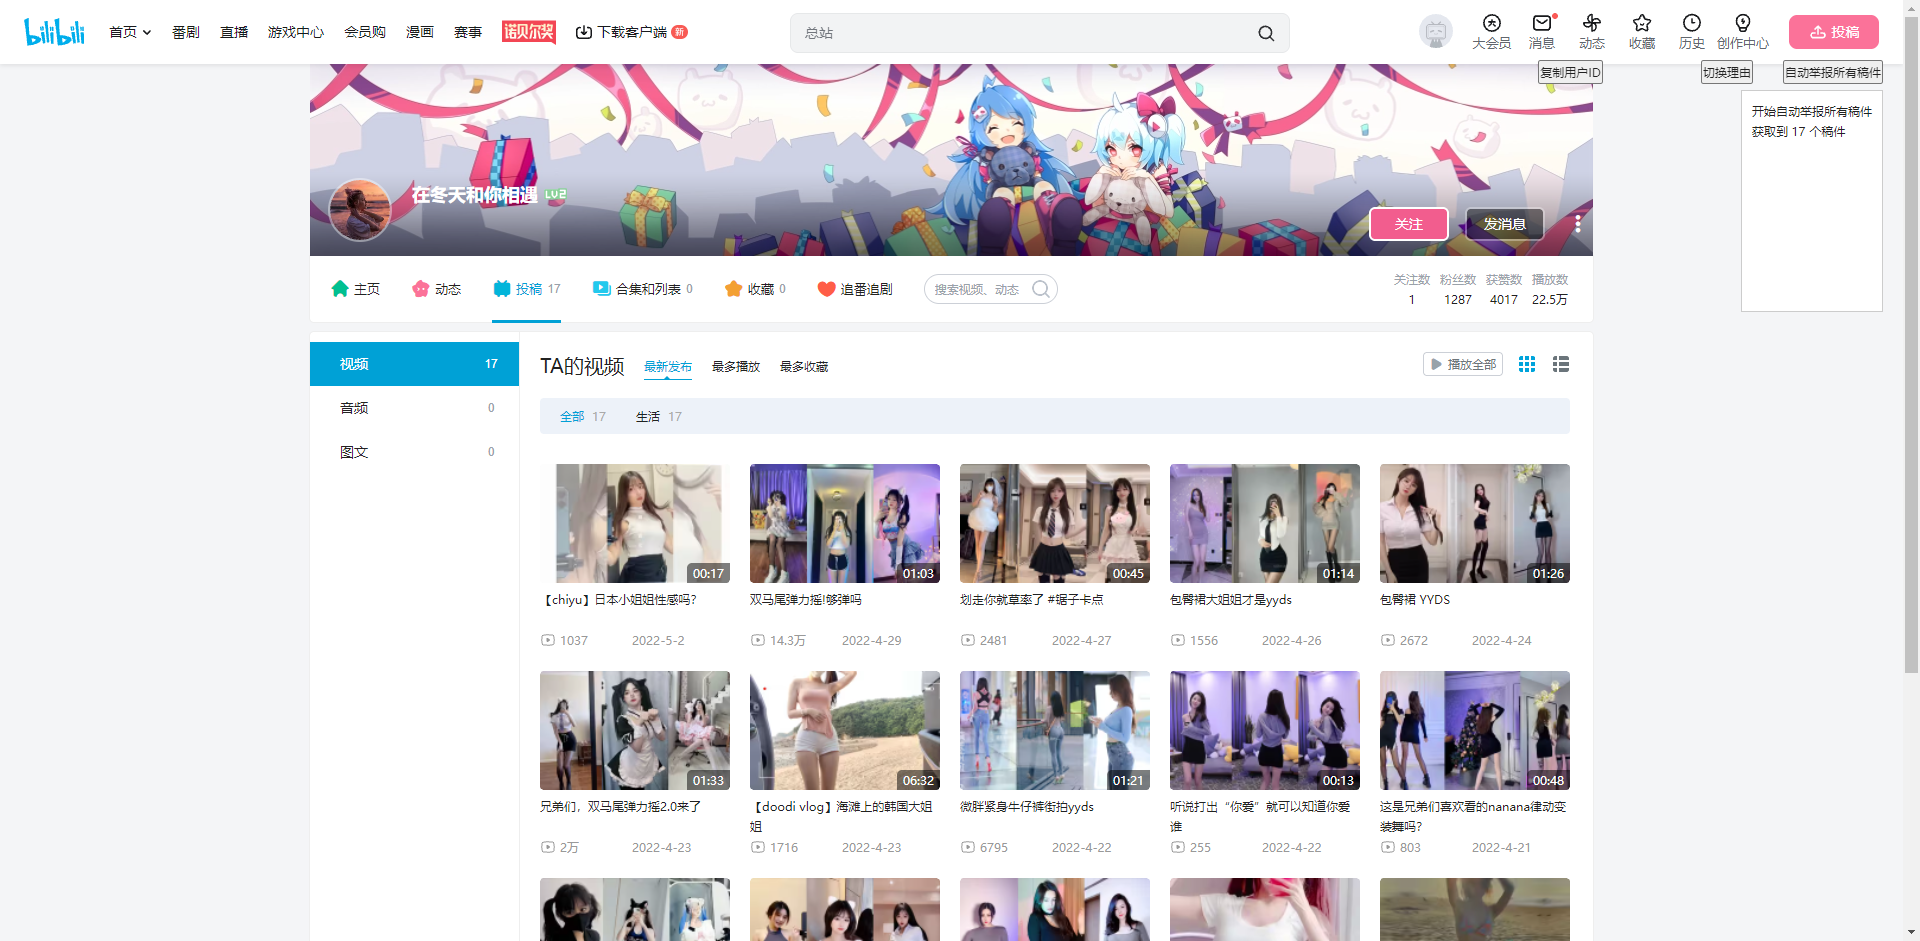 bilibili
首页
番剧
直播
游戏中心
会员购
漫画
赛事
诺贝尔奖
下载客户端 新
总站
大会员
消息
动态
收藏
历史
创作中心
投稿
复制用户ID
切换理由
自动举报所有稿件
开始自动举报所有稿件
获取到 17 个稿件
在冬天和你相遇 LV2
关注
发消息
主页
动态
投稿 17
合集和列表 0
收藏 0
追番追剧
搜索视频、动态
关注数 粉丝数 获赞数 播放数
1 1287 4017 22.5万
视频 17
音频 0
图文 0
TA的视频
最新发布
最多播放
最多收藏
播放全部
全部 17
生活 17
00:17
01:03
00:45
01:14
01:26
【chiyu】日本小姐姐性感吗?
双马尾弹力摇!够弹吗
划走你就草率了 #锯子卡点
包臀裙大姐姐才是yyds
包臀裙 YYDS
1037 2022-5-2
14.3万 2022-4-29
2481 2022-4-27
1556 2022-4-26
2672 2022-4-24
01:33
06:32
01:21
00:13
00:48
兄弟们，双马尾弹力摇2.0来了
【doodi vlog】海滩上的韩国大姐
姐
微胖紧身牛仔裤街拍yyds
听说打出“你爱”就可以知道你爱
谁
这是兄弟们喜欢看的nanana律动变
装舞吗?
2万 2022-4-23
1716 2022-4-23
6795 2022-4-22
255 2022-4-22
803 2022-4-21